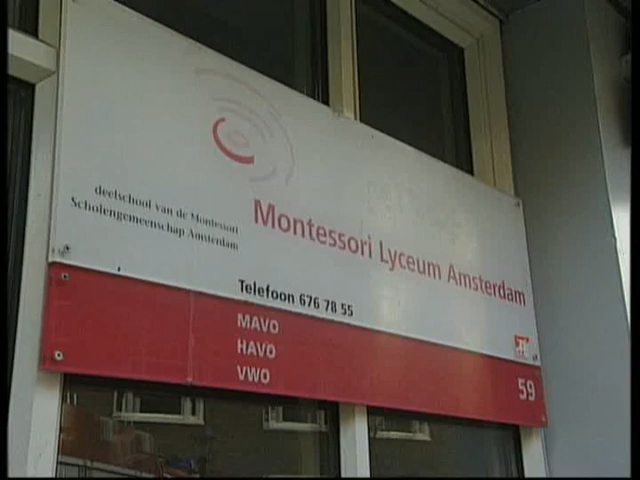 deelschool van de Montessori
Scholengemeenschap Amsterdam
Montessori Lyceum Amsterdam
Telefoon 676 78 55
MAVO
HAVO
VWO
59